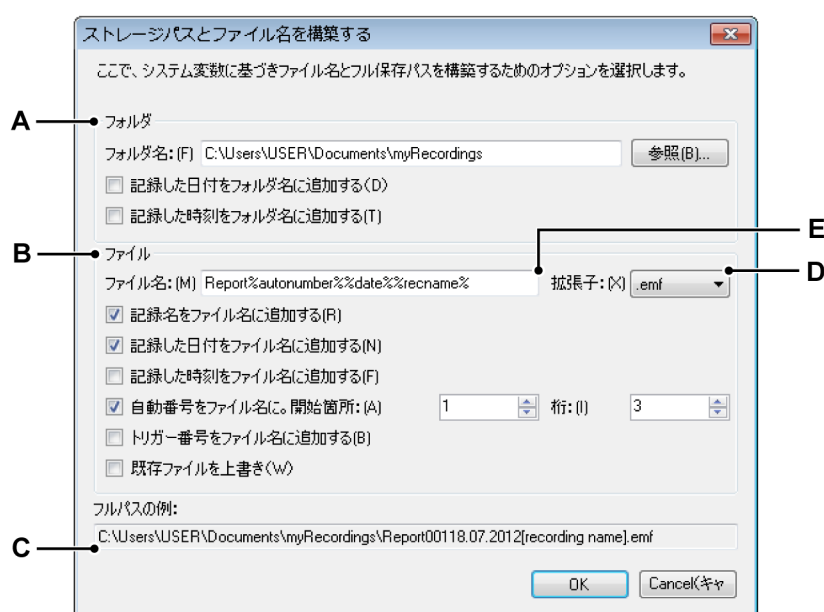 ストレージパスとファイル名を構築する
ここで、システム変数に基づきファイル名とフル保存パスを構築するためのオプションを選択します。
A
フォルダ
フォルダ名:(F) C:\Users\USER\Documents\myRecordings 参照(B)...
記録した日付をフォルダ名に追加する(D)
記録した時刻をフォルダ名に追加する(T)
E
B
ファイル
D
ファイル名:(M) Report%autonumber%%date%%recname% 拡張子:(X) .emf
記録名をファイル名に追加する(R)
記録した日付をファイル名に追加する(N)
記録した時刻をファイル名に追加する(F)
自動番号をファイル名に。開始箇所:(A) 1 桁:(I) 3
トリガー番号をファイル名に追加する(B)
既存ファイルを上書き(W)
フルパスの例:
C
C:\Users\USER\Documents\myRecordings\Report00118.07.2012[recording name].emf
OK Cancel(キャ